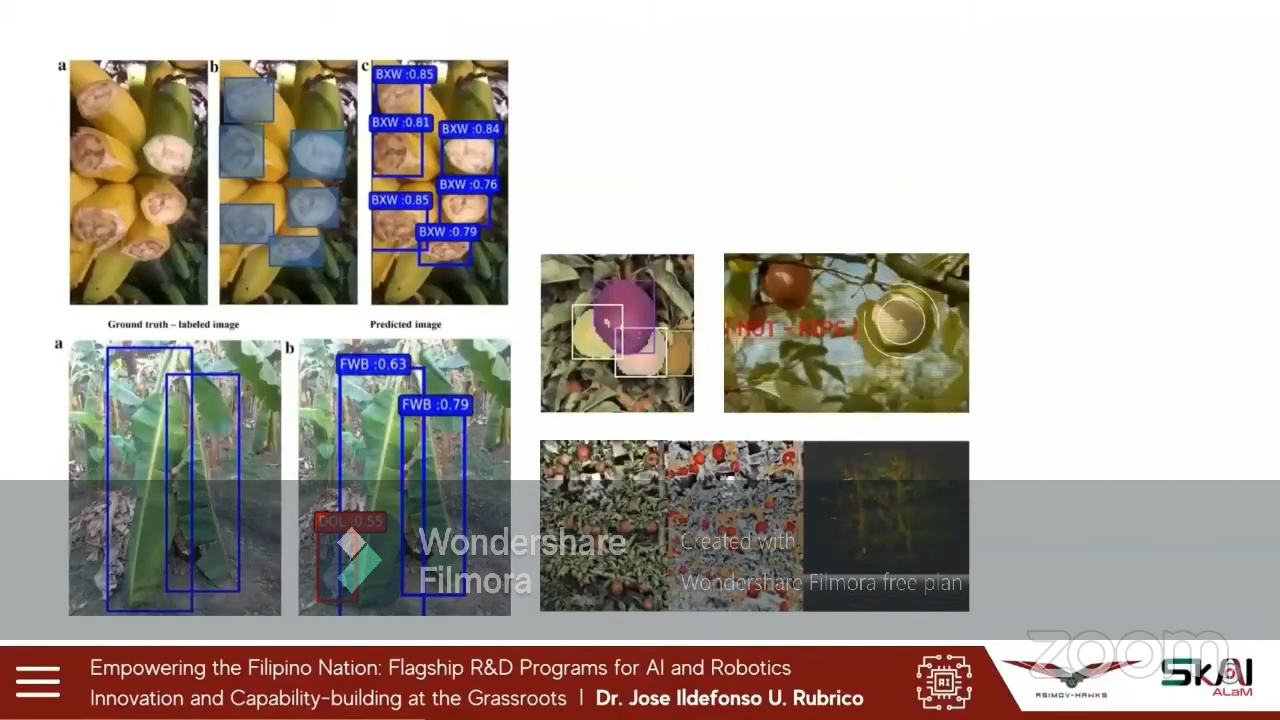 a
b
c
BXW :0.85
BXW :0.81
BXW :0.84
BXW :0.76
BXW :0.85
BXW :0.79
Ground truth – labeled image
Predicted image
a
b
FWB :0.63
FWB :0.79
DOL :0.55
NOT - RIPE
Wondershare
Filmora
Created with
Wondershare Filmora free plan
zoom
Empowering the Filipino Nation: Flagship R&D Programs for AI and Robotics
Innovation and Capability-building at the Grassroots | Dr. Jose Ildefonso U. Rubrico
ASIMOV-HAWKS
SkAI
ALaM